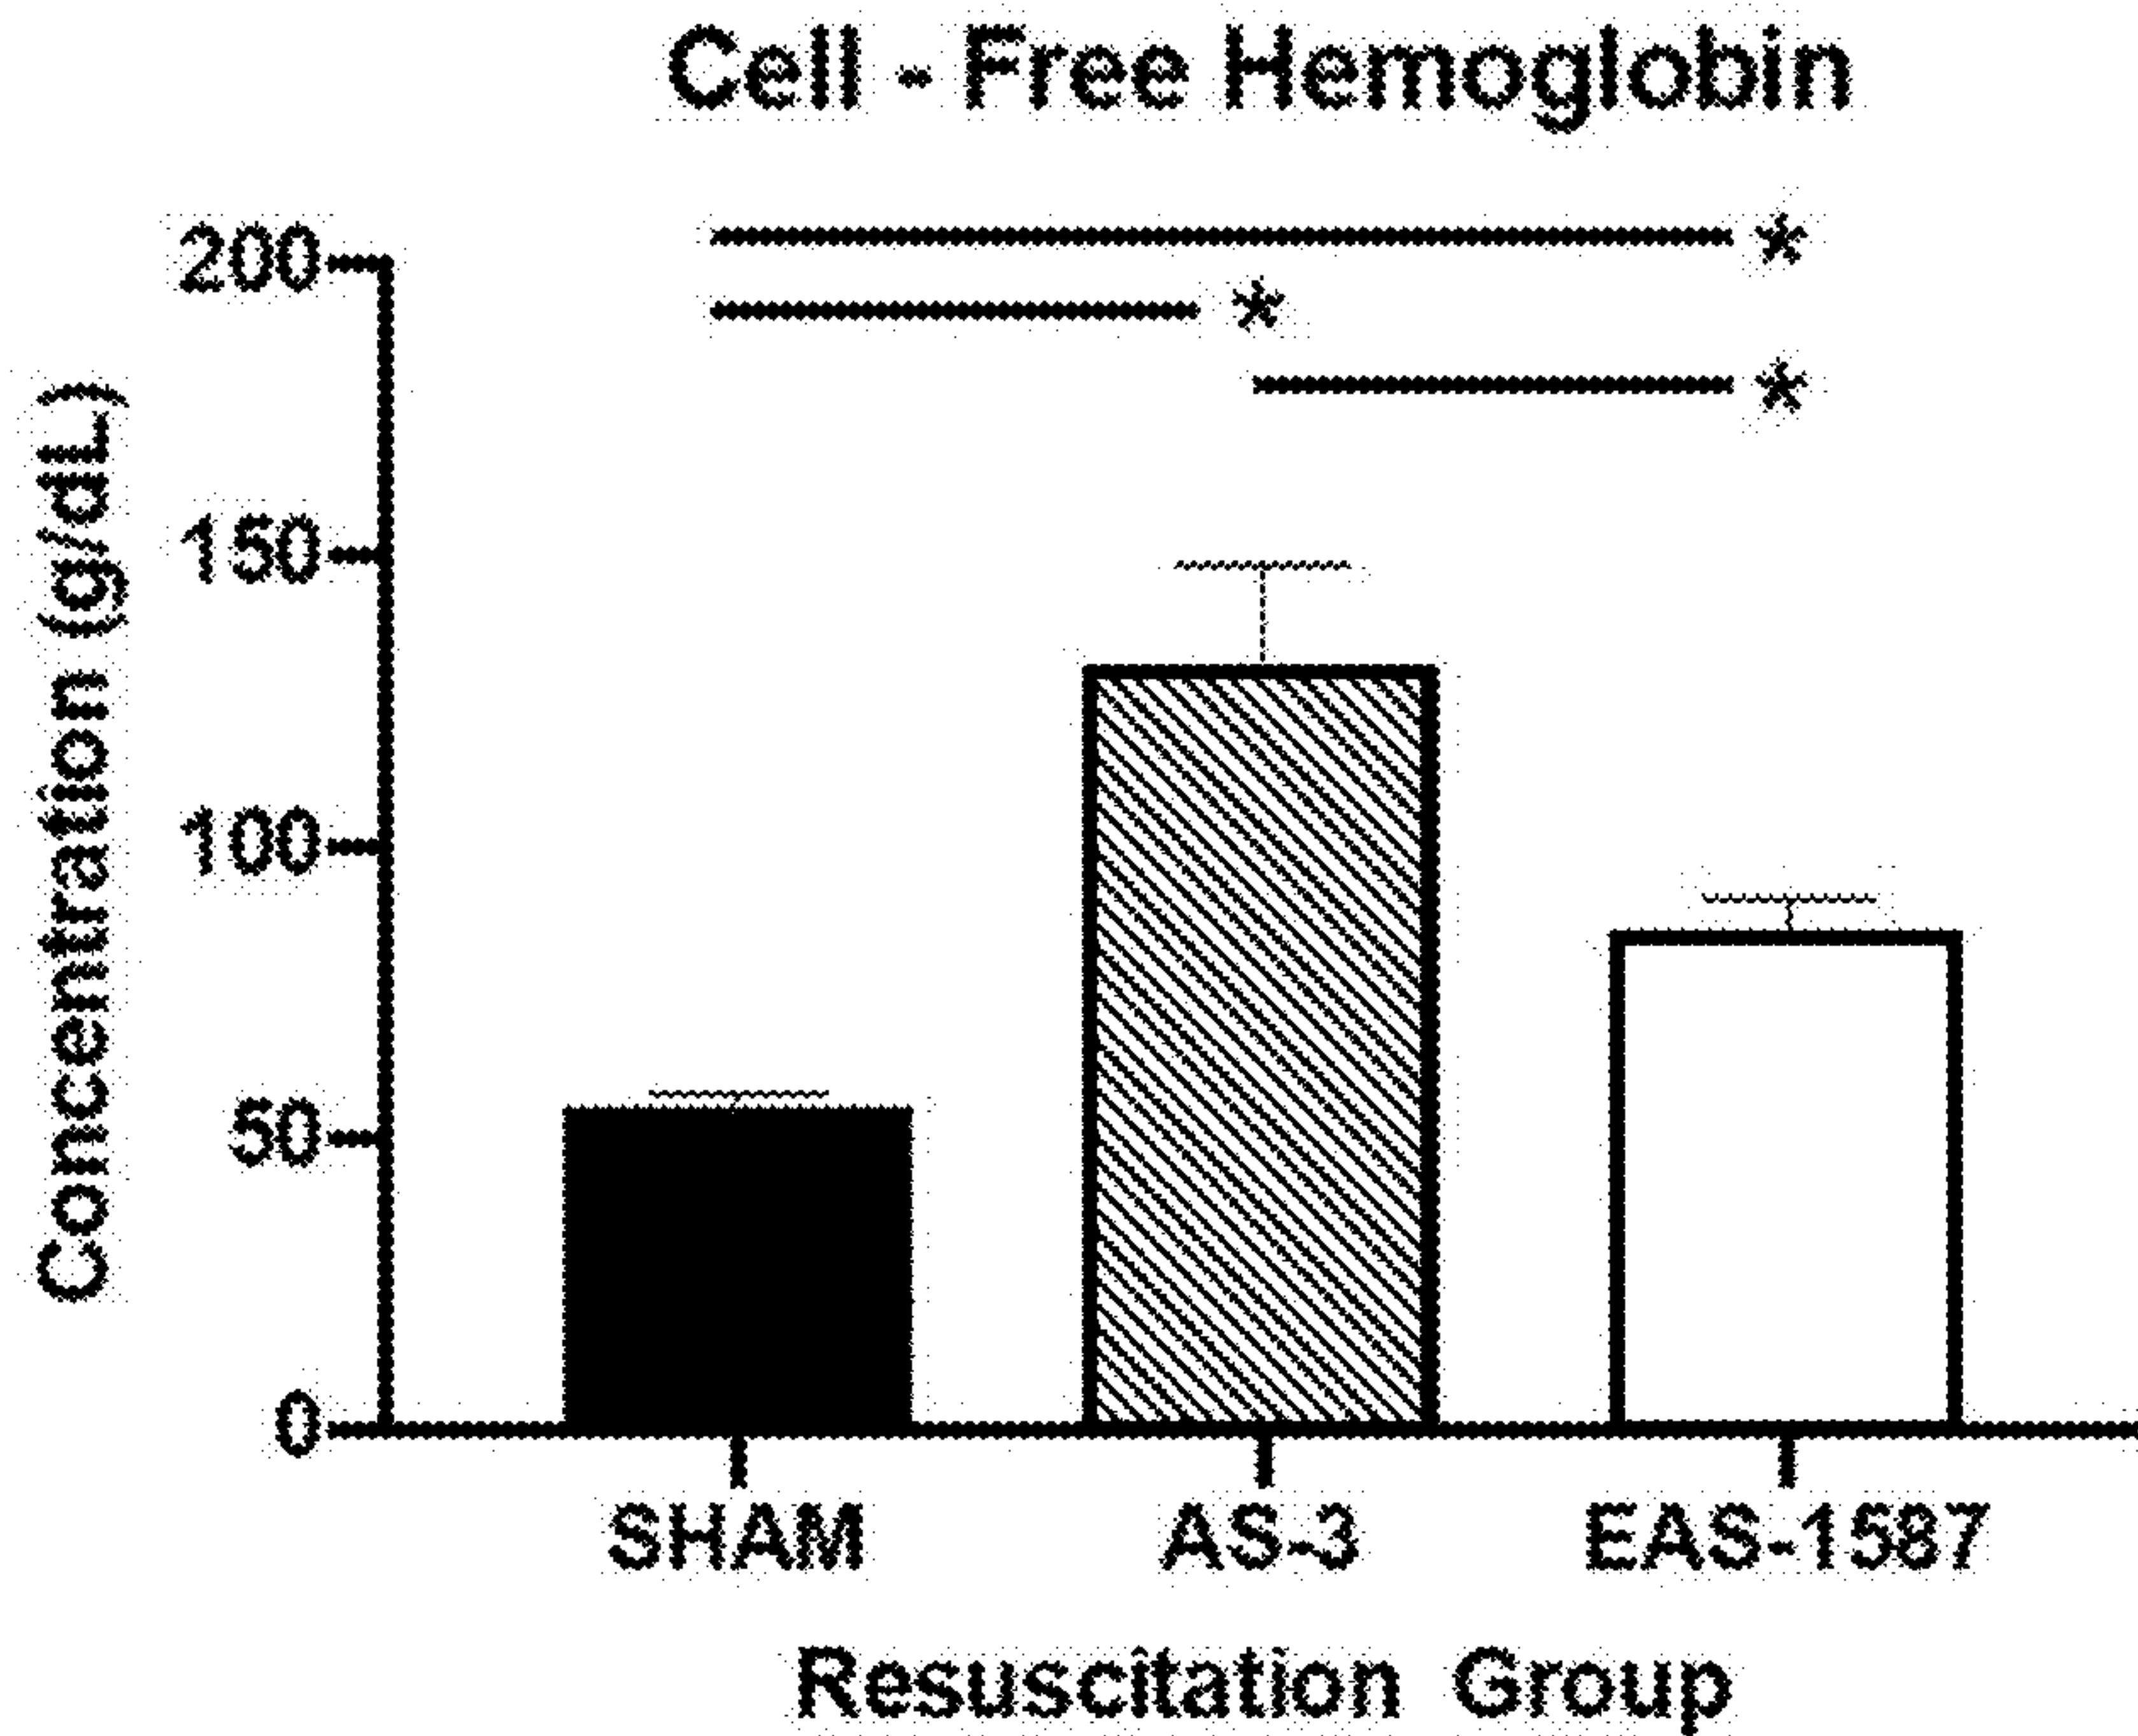 Cell - Free Hemoglobin
*
*
*
Concentration (g/dL)
200
150
100
50
0
SHAM AS-3 EAS-1587
Resuscitation Group